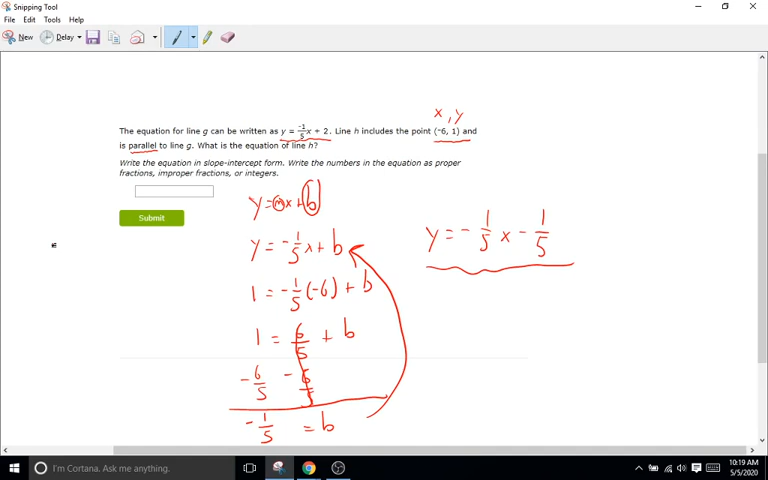 Snipping Tool
File Edit Tools Help
New Delay
x, y
The equation for line g can be written as y = -1/5 x + 2. Line h includes the point (-6, 1) and
is parallel to line g. What is the equation of line h?
Write the equation in slope-intercept form. Write the numbers in the equation as proper
fractions, improper fractions, or integers.
Submit
y = mx + b
y = - 1/5 x + b
y = - 1/5 x - 1/5
1 = - 1/5 (-6) + b
1 = 6/5 + b
- 6/5 - 6/5
- 1/5 = b
I'm Cortana. Ask me anything.
10:19 AM
5/5/2020